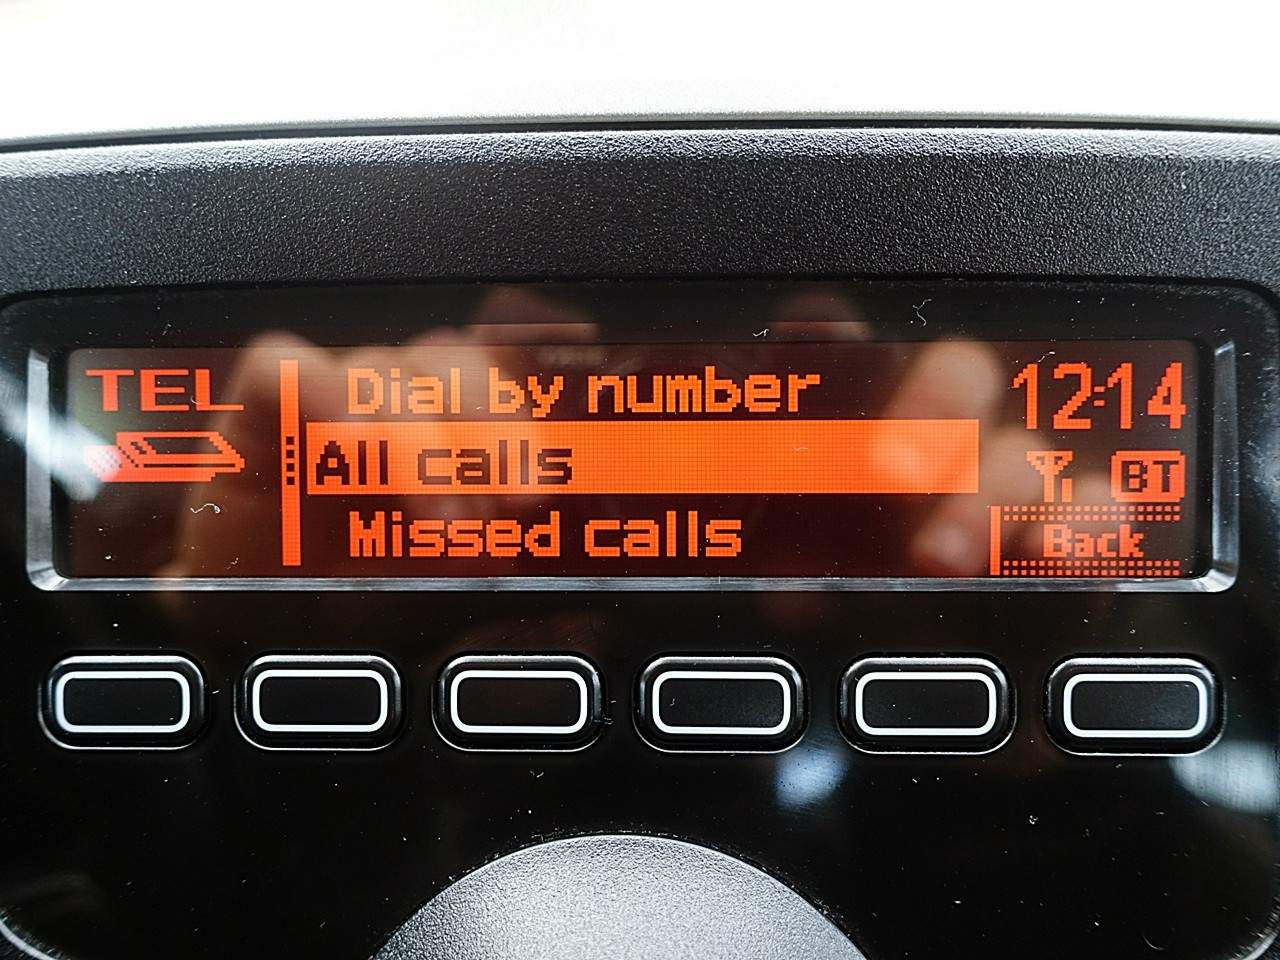 TEL
Dial by number
All calls
Missed calls
12:14
BT
Back